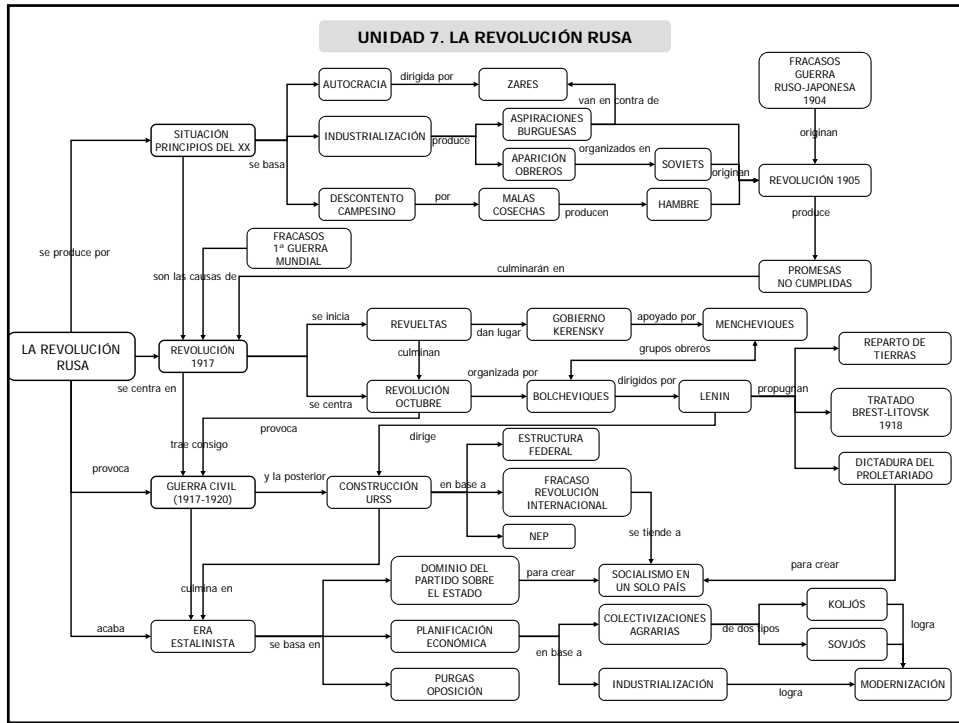 UNIDAD 7. LA REVOLUCIÓN RUSA
FRACASOS
GUERRA
RUSO-JAPONESA
1904
AUTOCRACIA
dirigida por
ZARES
van en contra de
SITUACIÓN
PRINCIPIOS DEL XX
se basa
INDUSTRIALIZACIÓN
produce
ASPIRACIONES
BURGUESAS
APARICIÓN
OBREROS
organizados en
SOVIETS
originan
originan
REVOLUCIÓN 1905
DESCONTENTO
CAMPESINO
por
MALAS
COSECHAS
producen
HAMBRE
produce
se produce por
FRACASOS
1ª GUERRA
MUNDIAL
son las causas de
culminarán en
PROMESAS
NO CUMPLIDAS
LA REVOLUCIÓN
RUSA
REVOLUCIÓN
1917
se inicia
REVUELTAS
dan lugar
GOBIERNO
KERENSKY
apoyado por
MENCHEVIQUES
culminan
grupos obreros
REPARTO DE
TIERRAS
se centra en
se centra
REVOLUCIÓN
OCTUBRE
organizada por
BOLCHEVIQUES
dirigidos por
LENIN
propugnan
TRATADO
BREST-LITOVSK
1918
provoca
trae consigo
dirige
ESTRUCTURA
FEDERAL
DICTADURA DEL
PROLETARIADO
provoca
GUERRA CIVIL
(1917-1920)
y la posterior
CONSTRUCCIÓN
URSS
en base a
FRACASO
REVOLUCIÓN
INTERNACIONAL
NEP
se tiende a
culmina en
DOMINIO DEL
PARTIDO SOBRE
EL ESTADO
para crear
SOCIALISMO EN
UN SOLO PAÍS
para crear
acaba
ERA
ESTALINISTA
se basa en
PLANIFICACIÓN
ECONÓMICA
en base a
COLECTIVIZACIONES
AGRARIAS
de dos tipos
KOLJÓS
SOVJÓS
logra
PURGAS
OPOSICIÓN
INDUSTRIALIZACIÓN
logra
MODERNIZACIÓN